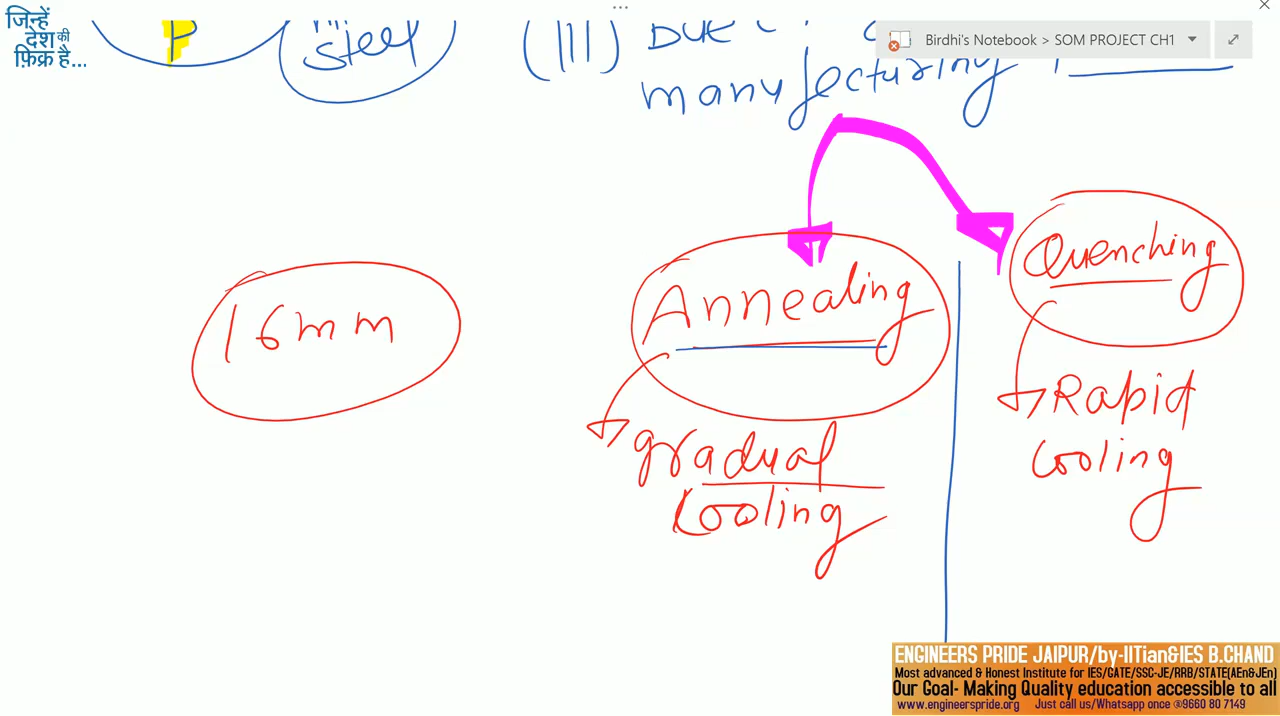 जिन्हें
देश की
फ़िक्र है...
P
steel
(III) DUE
manufecturing
Birdhi's Notebook > SOM PROJECT CH1
16mm
Annealing
Quenching
gradual
cooling
Rapid
cooling
ENGINEERS PRIDE JAIPUR/by-IITian&IES B.CHAND
Most advanced & Honest Institute for IES/GATE/SSC-JE/RRB/STATE(AEn&JEn)
Our Goal- Making Quality education accessible to all
www.engineerspride.org Just call us/Whatsapp once @9660 80 7149